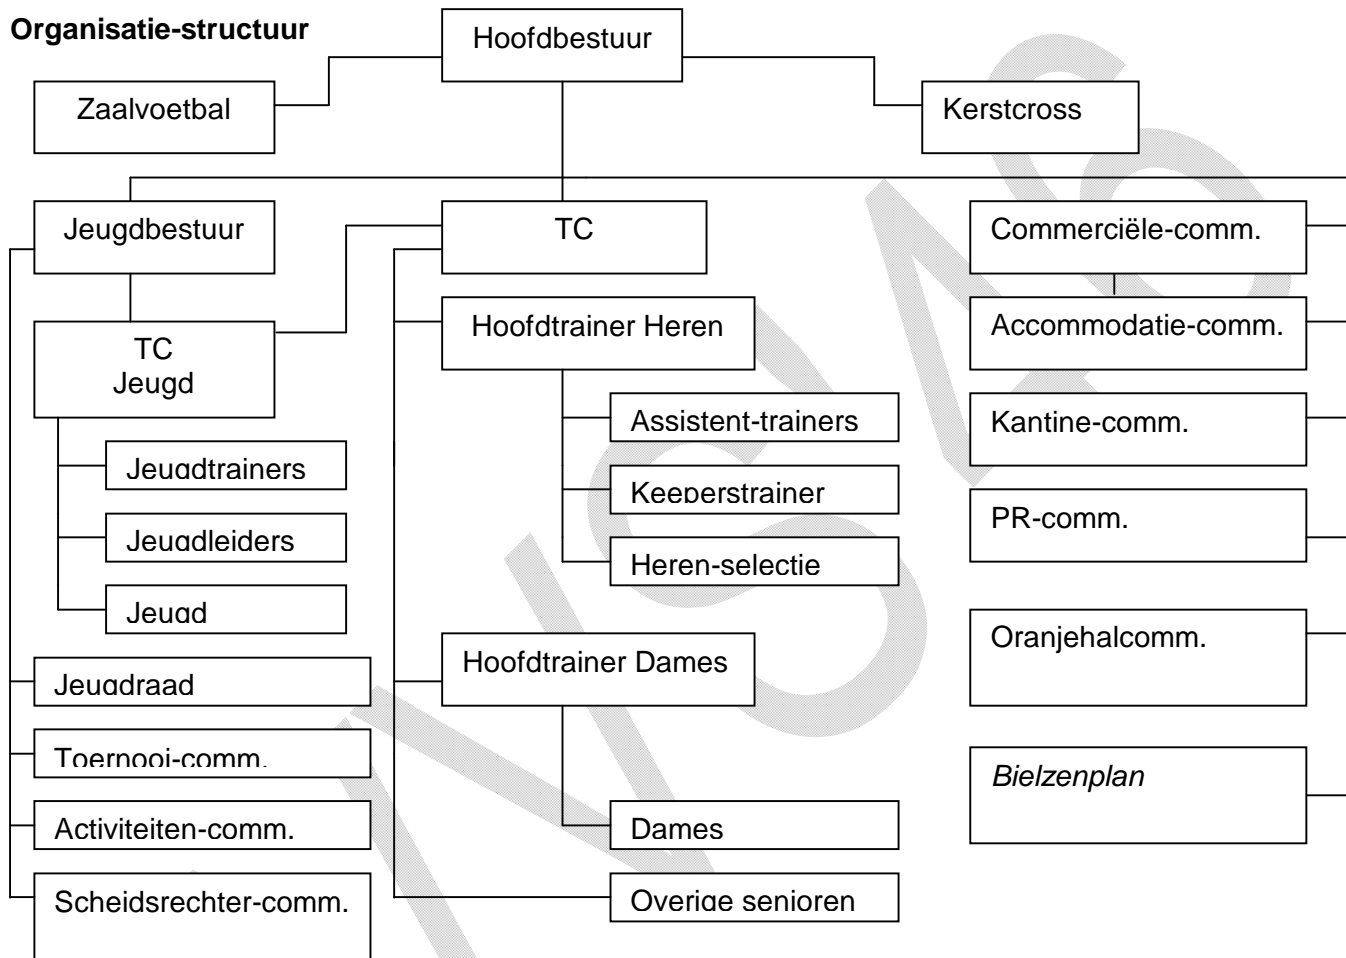 Organisatie-structuur
Hoofdbestuur
Zaalvoetbal
Kerstcross
Jeugdbestuur
TC
Commerciële-comm.
TC
Jeugd
Hoofdtrainer Heren
Accommodatie-comm.
Assistent-trainers
Kantine-comm.
Jeugdtrainers
Keeperstrainer
PR-comm.
Jeugdleiders
Heren-selectie
Jeugd
Jeugdraad
Hoofdtrainer Dames
Oranjehalcomm.
Toernooi-comm.
Bielzenplan
Activiteiten-comm.
Dames
Scheidsrechter-comm.
Overige senioren